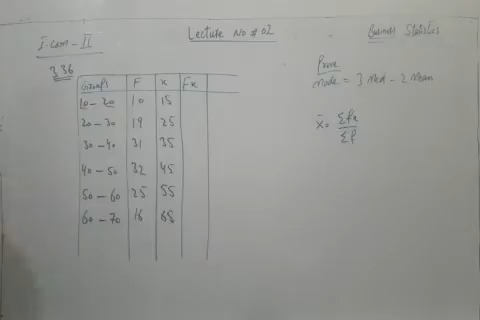 Lecture No # 02
Business Statistics
I-com-II
3.36
Prove
Mode = 3 Med - 2 Mean
Groups F x Fx
10-20 10 15
20-30 19 25
30-40 31 35
40-50 32 45
50-60 25 55
60-70 16 65
x̄ = Σfx / Σf